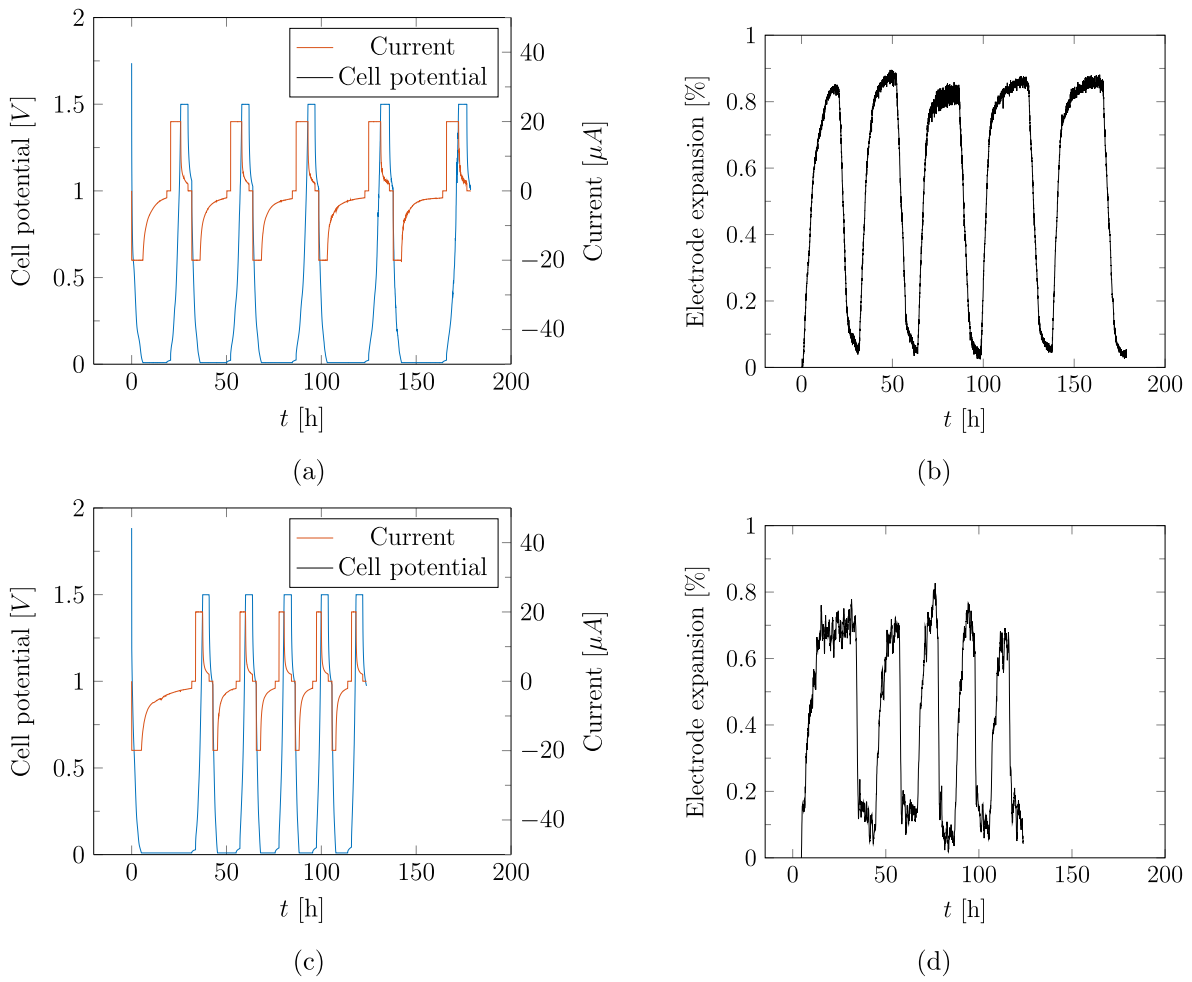 2
1.5
1
0.5
0
Cell potential [V]
40
20
0
−20
−40
Current [μA]
Current
Cell potential
0
50
100
150
200
t [h]
(a)
1
0.8
0.6
0.4
0.2
0
Electrode expansion [%]
0
50
100
150
200
t [h]
(b)
2
1.5
1
0.5
0
Cell potential [V]
40
20
0
−20
−40
Current [μA]
Current
Cell potential
0
50
100
150
200
t [h]
(c)
1
0.8
0.6
0.4
0.2
0
Electrode expansion [%]
0
50
100
150
200
t [h]
(d)